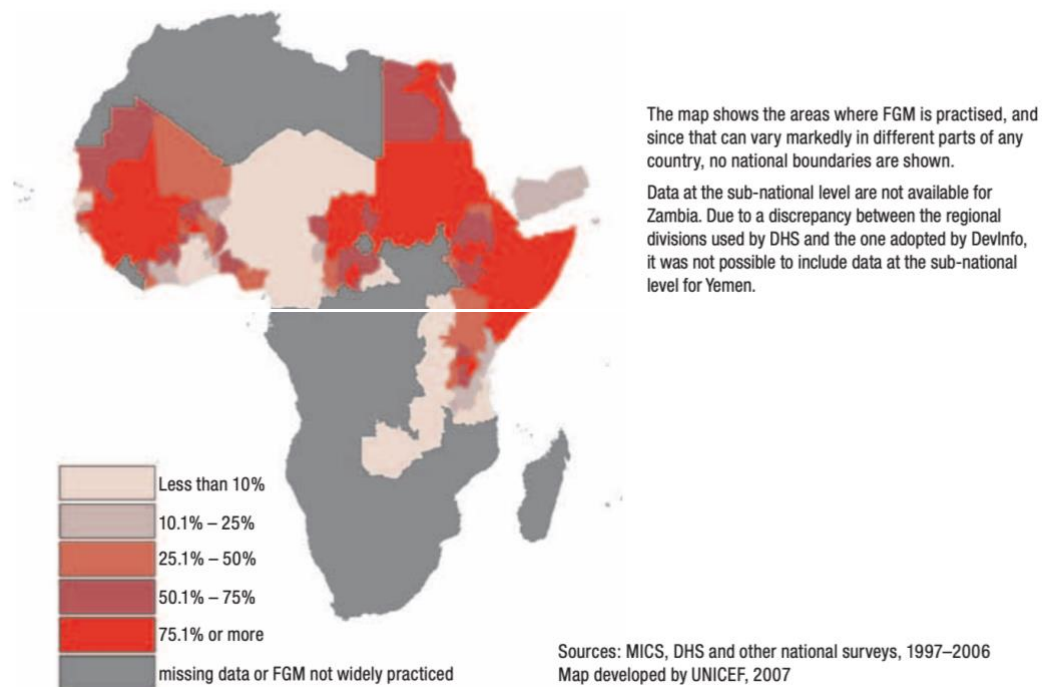 The map shows the areas where FGM is practised, and
since that can vary markedly in different parts of any
country, no national boundaries are shown.
Data at the sub-national level are not available for
Zambia. Due to a discrepancy between the regional
divisions used by DHS and the one adopted by DevInfo,
it was not possible to include data at the sub-national
level for Yemen.
Less than 10%
10.1% – 25%
25.1% – 50%
50.1% – 75%
75.1% or more
missing data or FGM not widely practiced
Sources: MICS, DHS and other national surveys, 1997–2006
Map developed by UNICEF, 2007